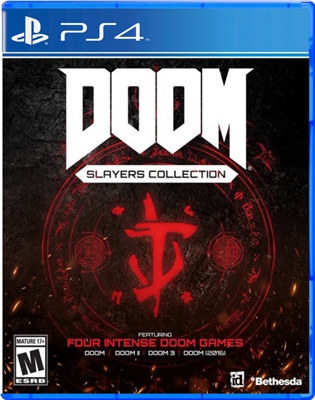 PS4
DOOM
SLAYERS COLLECTION
FEATURING
FOUR INTENSE DOOM GAMES
DOOM | DOOM II | DOOM 3 | DOOM (2016)
MATURE 17+
M
ESRB
id
Bethesda